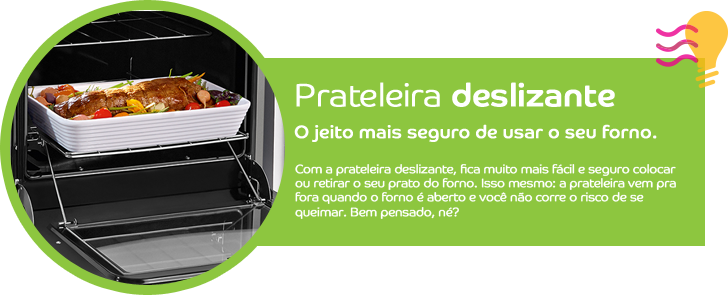 Prateleira deslizante
O jeito mais seguro de usar o seu forno.
Com a prateleira deslizante, fica muito mais fácil e seguro colocar
ou retirar o seu prato do forno. Isso mesmo: a prateleira vem pra
fora quando o forno é aberto e você não corre o risco de se
queimar. Bem pensado, né?